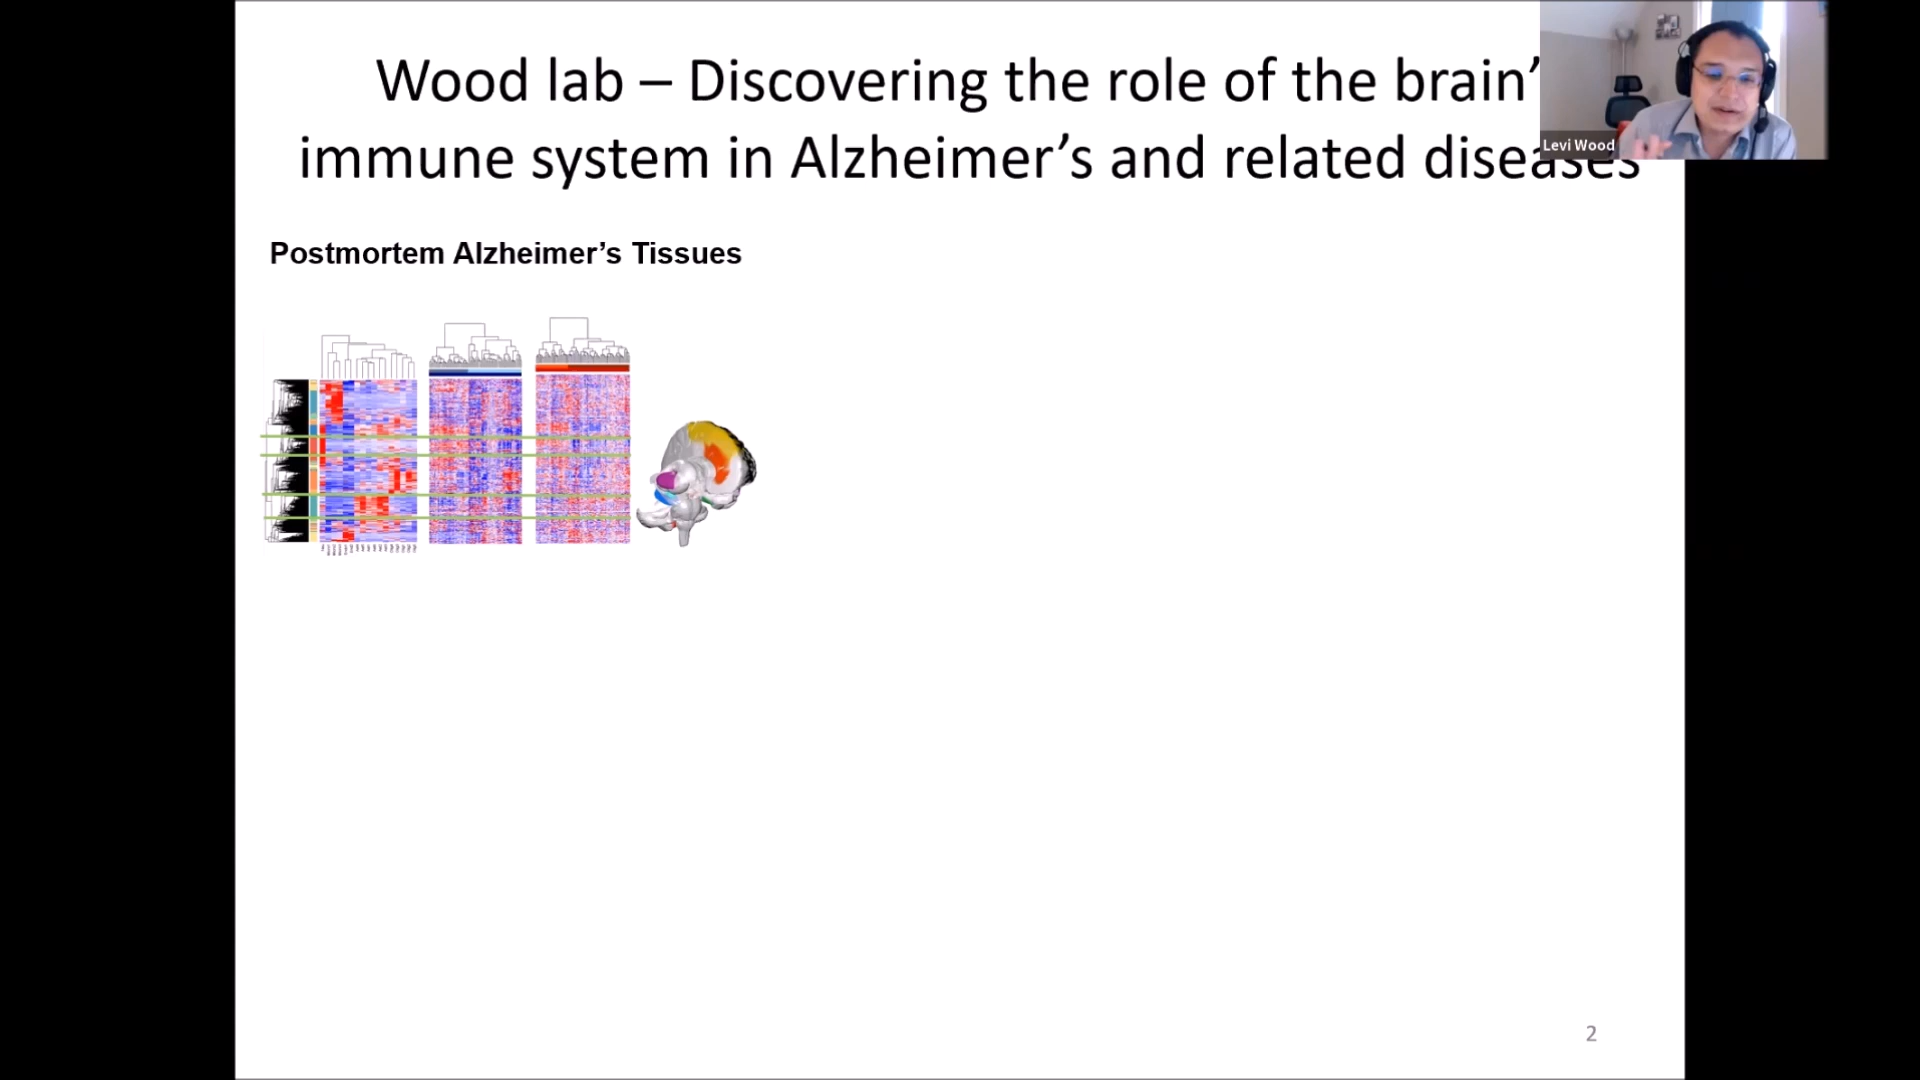 Wood lab – Discovering the role of the brain’
immune system in Alzheimer’s and related diseases
Levi Wood
Postmortem Alzheimer’s Tissues
2